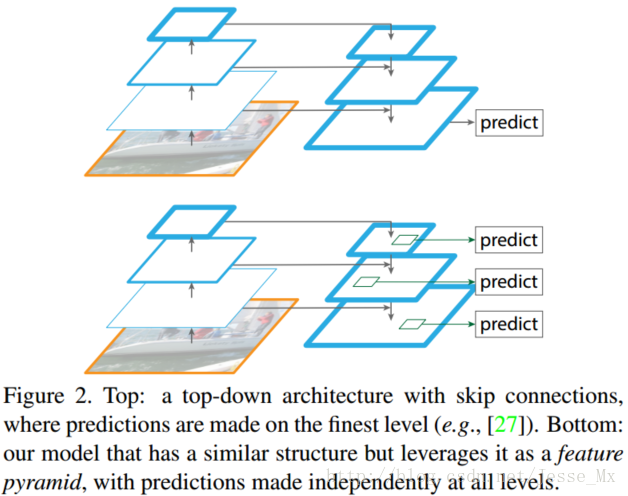 predict
predict
predict
predict
Figure 2. Top: a top-down architecture with skip connections,
where predictions are made on the finest level (e.g., [27]). Bottom:
our model that has a similar structure but leverages it as a feature
pyramid, with predictions made independently at all levels.
http://blog.csdn.net/Jesse_Mx